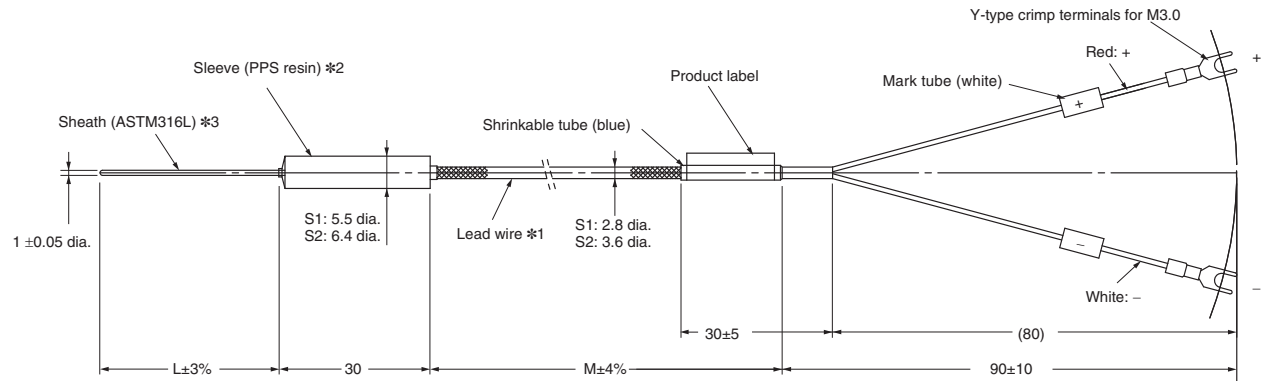 Y-type crimp terminals for M3.0
Red: +
+
Sleeve (PPS resin) *2
Product label
Mark tube (white)
+
Sheath (ASTM316L) *3
Shrinkable tube (blue)
1 ±0.05 dia.
S1: 5.5 dia.
S2: 6.4 dia.
Lead wire *1
S1: 2.8 dia.
S2: 3.6 dia.
−
White: −
−
30±5
(80)
L±3%
30
M±4%
90±10